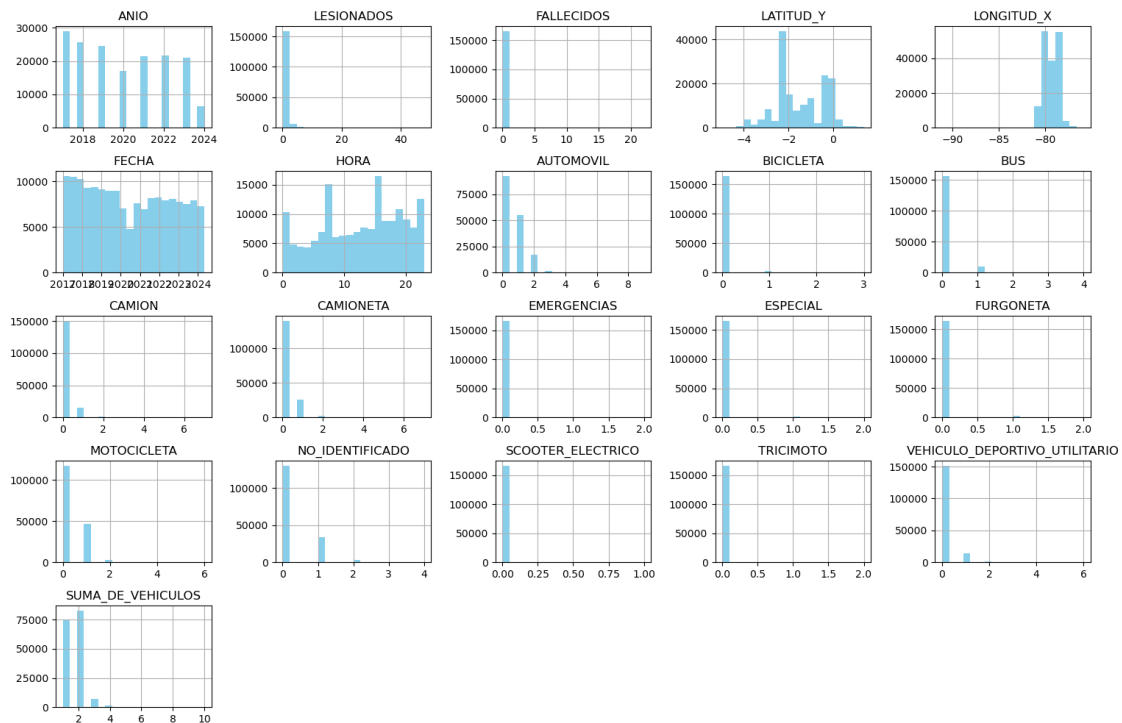 ANIO
30000
20000
10000
0
2018 2020 2022 2024
LESIONADOS
150000
100000
50000
0
0 20 40
FALLECIDOS
150000
100000
50000
0
0 5 10 15 20
LATITUD_Y
40000
20000
0
−4 −2 0
LONGITUD_X
40000
20000
0
−90 −85 −80
FECHA
10000
5000
0
20172018201920202021202220232024
HORA
15000
10000
5000
0
0 10 20
AUTOMOVIL
75000
50000
25000
0
0 2 4 6 8
BICICLETA
150000
100000
50000
0
0 1 2 3
BUS
150000
100000
50000
0
0 1 2 3 4
CAMION
150000
100000
50000
0
0 2 4 6
CAMIONETA
100000
50000
0
0 2 4 6
EMERGENCIAS
150000
100000
50000
0
0.0 0.5 1.0 1.5 2.0
ESPECIAL
150000
100000
50000
0
0.0 0.5 1.0 1.5 2.0
FURGONETA
150000
100000
50000
0
0.0 0.5 1.0 1.5 2.0
MOTOCICLETA
100000
50000
0
0 2 4 6
NO_IDENTIFICADO
100000
50000
0
0 1 2 3 4
SCOOTER_ELECTRICO
150000
100000
50000
0
0.00 0.25 0.50 0.75 1.00
TRICIMOTO
150000
100000
50000
0
0.0 0.5 1.0 1.5 2.0
VEHICULO_DEPORTIVO_UTILITARIO
150000
100000
50000
0
0 2 4 6
SUMA_DE_VEHICULOS
75000
50000
25000
0
2 4 6 8 10